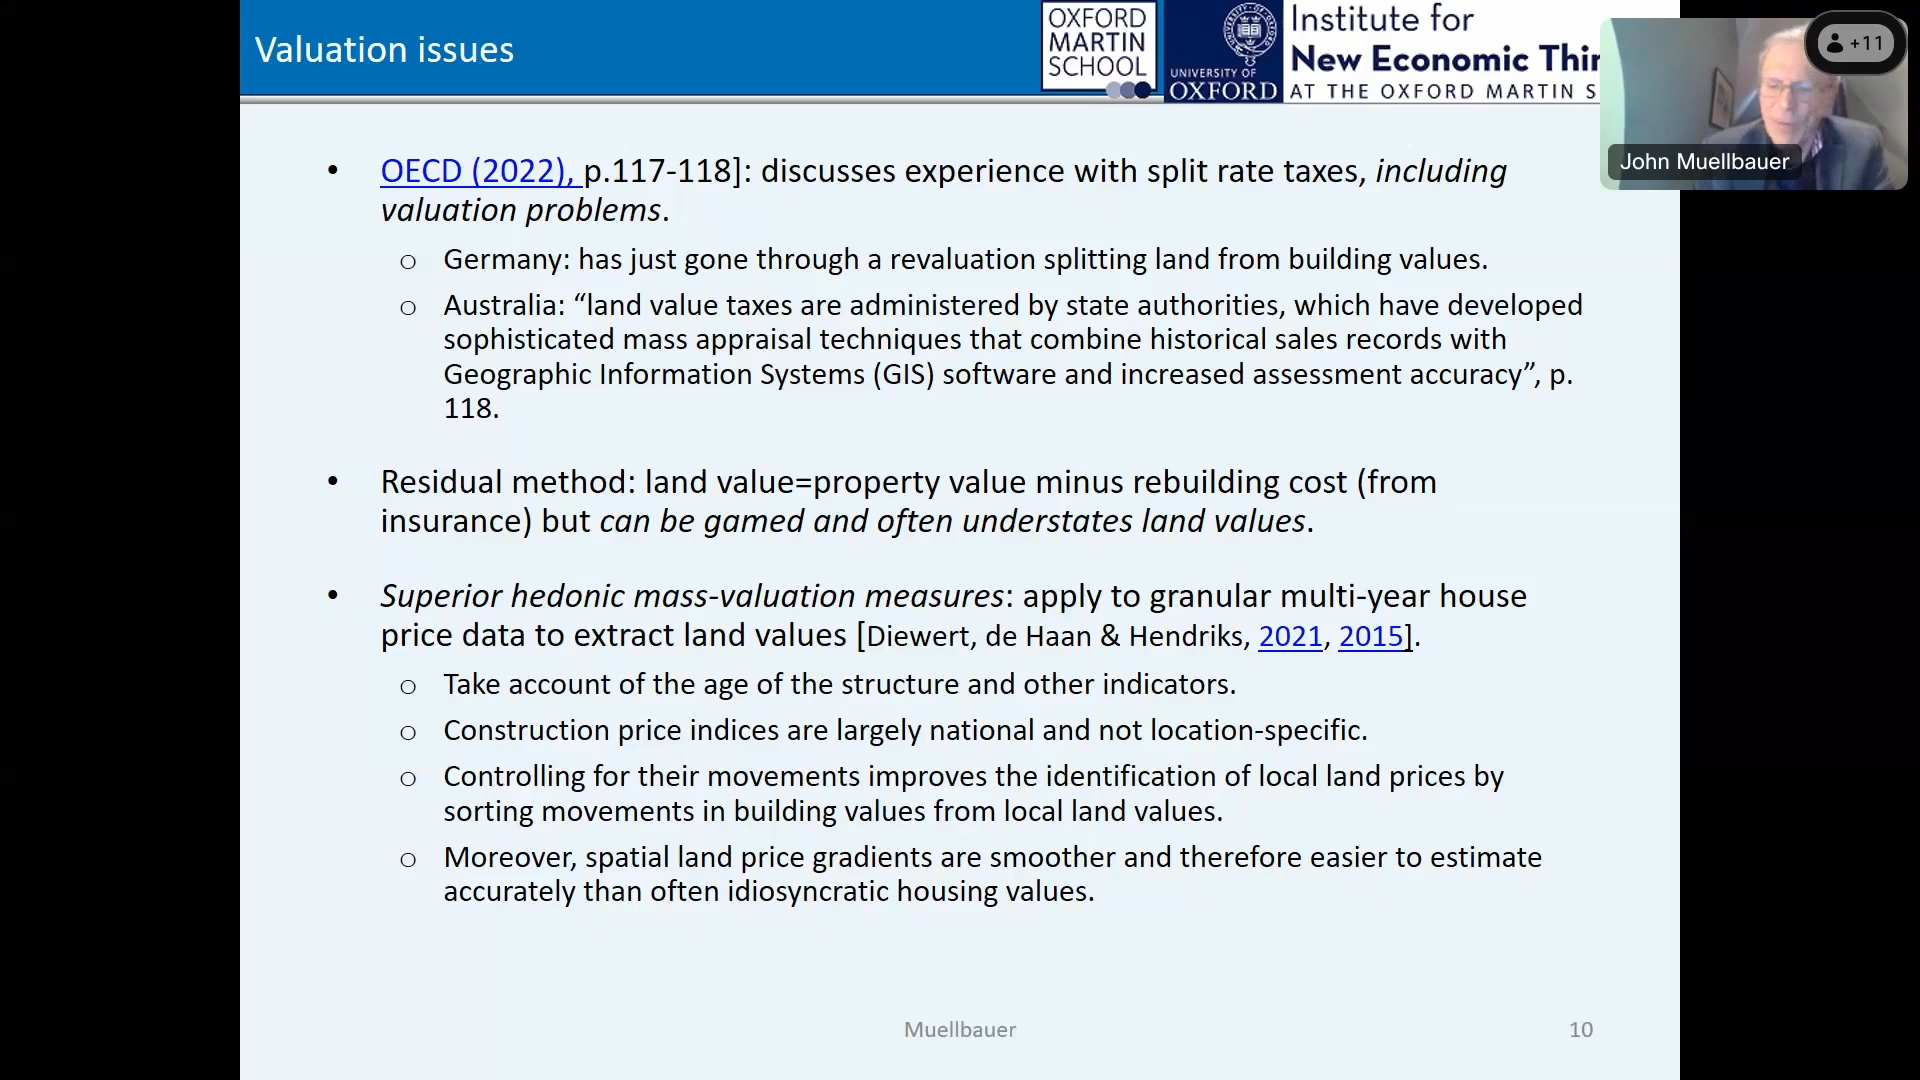 Valuation issues
OXFORD
MARTIN
SCHOOL
UNIVERSITY OF
OXFORD
Institute for
New Economic Thin
AT THE OXFORD MARTIN S
+11
John Muellbauer
• OECD (2022), p.117-118]: discusses experience with split rate taxes, including
valuation problems.
o Germany: has just gone through a revaluation splitting land from building values.
o Australia: “land value taxes are administered by state authorities, which have developed
sophisticated mass appraisal techniques that combine historical sales records with
Geographic Information Systems (GIS) software and increased assessment accuracy”, p.
118.
• Residual method: land value=property value minus rebuilding cost (from
insurance) but can be gamed and often understates land values.
• Superior hedonic mass-valuation measures: apply to granular multi-year house
price data to extract land values [Diewert, de Haan & Hendriks, 2021, 2015].
o Take account of the age of the structure and other indicators.
o Construction price indices are largely national and not location-specific.
o Controlling for their movements improves the identification of local land prices by
sorting movements in building values from local land values.
o Moreover, spatial land price gradients are smoother and therefore easier to estimate
accurately than often idiosyncratic housing values.
Muellbauer
10